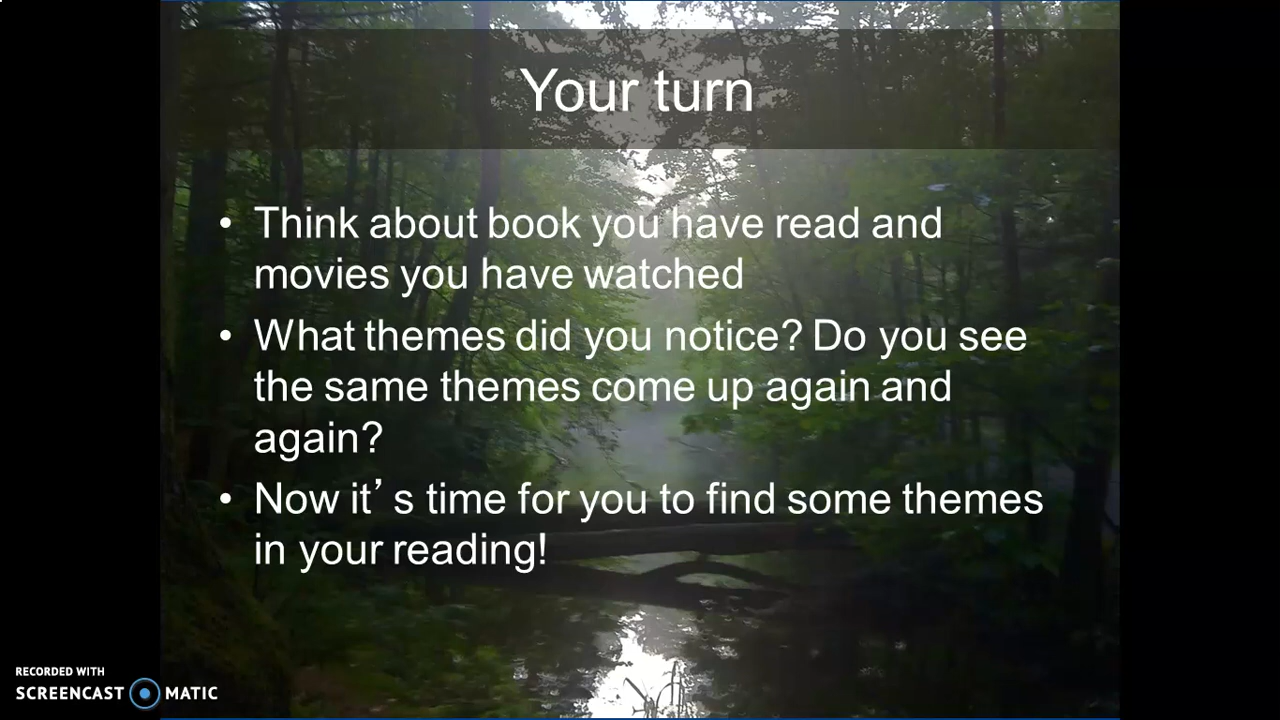 Your turn
• Think about book you have read and
movies you have watched
• What themes did you notice? Do you see
the same themes come up again and
again?
• Now it’s time for you to find some themes
in your reading!
RECORDED WITH
SCREENCAST MATIC